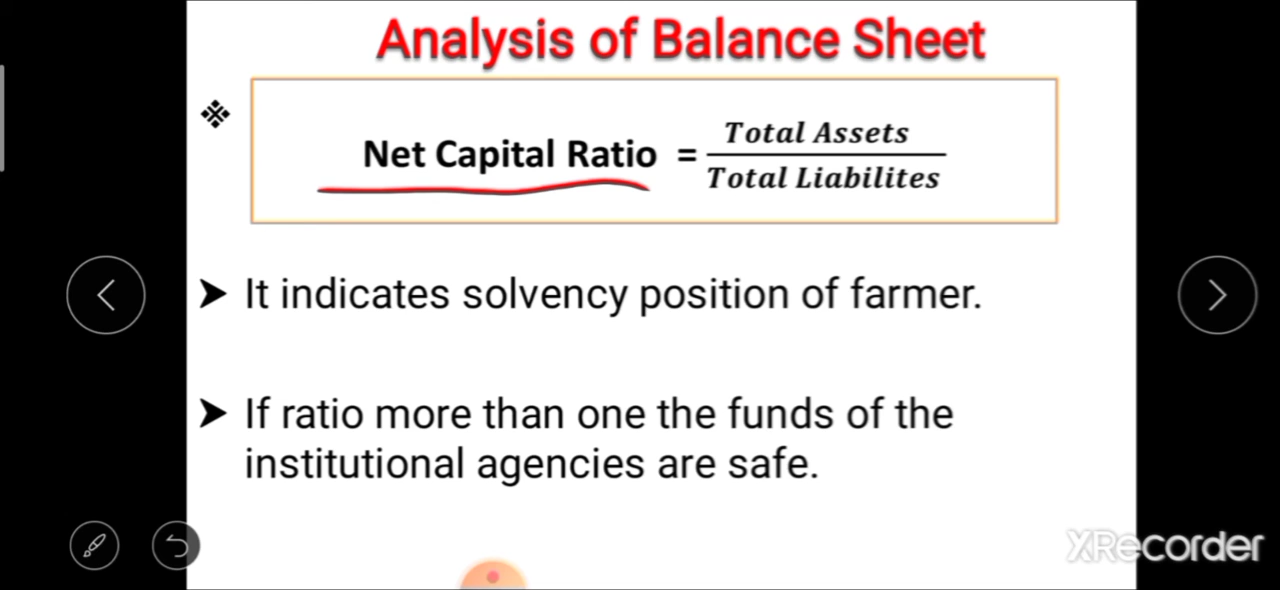 Analysis of Balance Sheet
❖ Net Capital Ratio = Total Assets
Total Liabilites
➤ It indicates solvency position of farmer.
➤ If ratio more than one the funds of the
institutional agencies are safe.
XRecorder